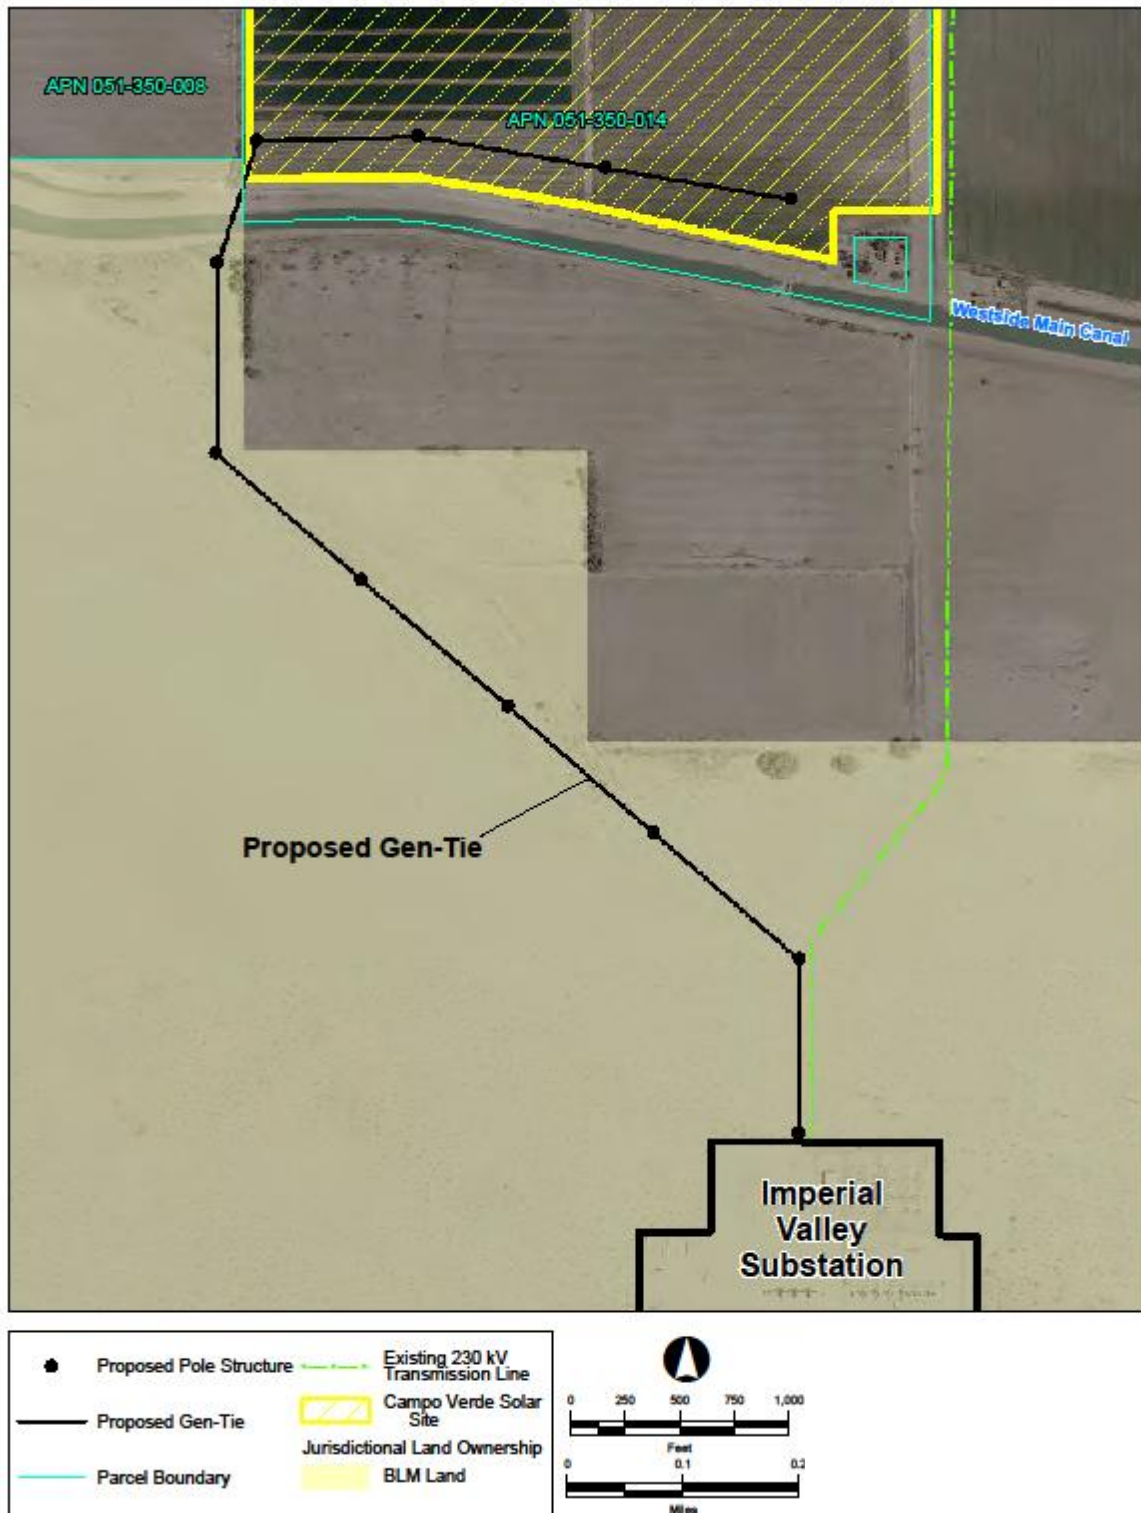 APN 051-350-008
APN 051-350-014
Westside Main Canal
Proposed Gen-Tie
Imperial
Valley
Substation
Proposed Pole Structure
Proposed Gen-Tie
Parcel Boundary
Existing 230 kV
Transmission Line
Campo Verde Solar
Site
Jurisdictional Land Ownership
BLM Land
0 250 500 750 1,000
Feet
0 0.1 0.2
Miles